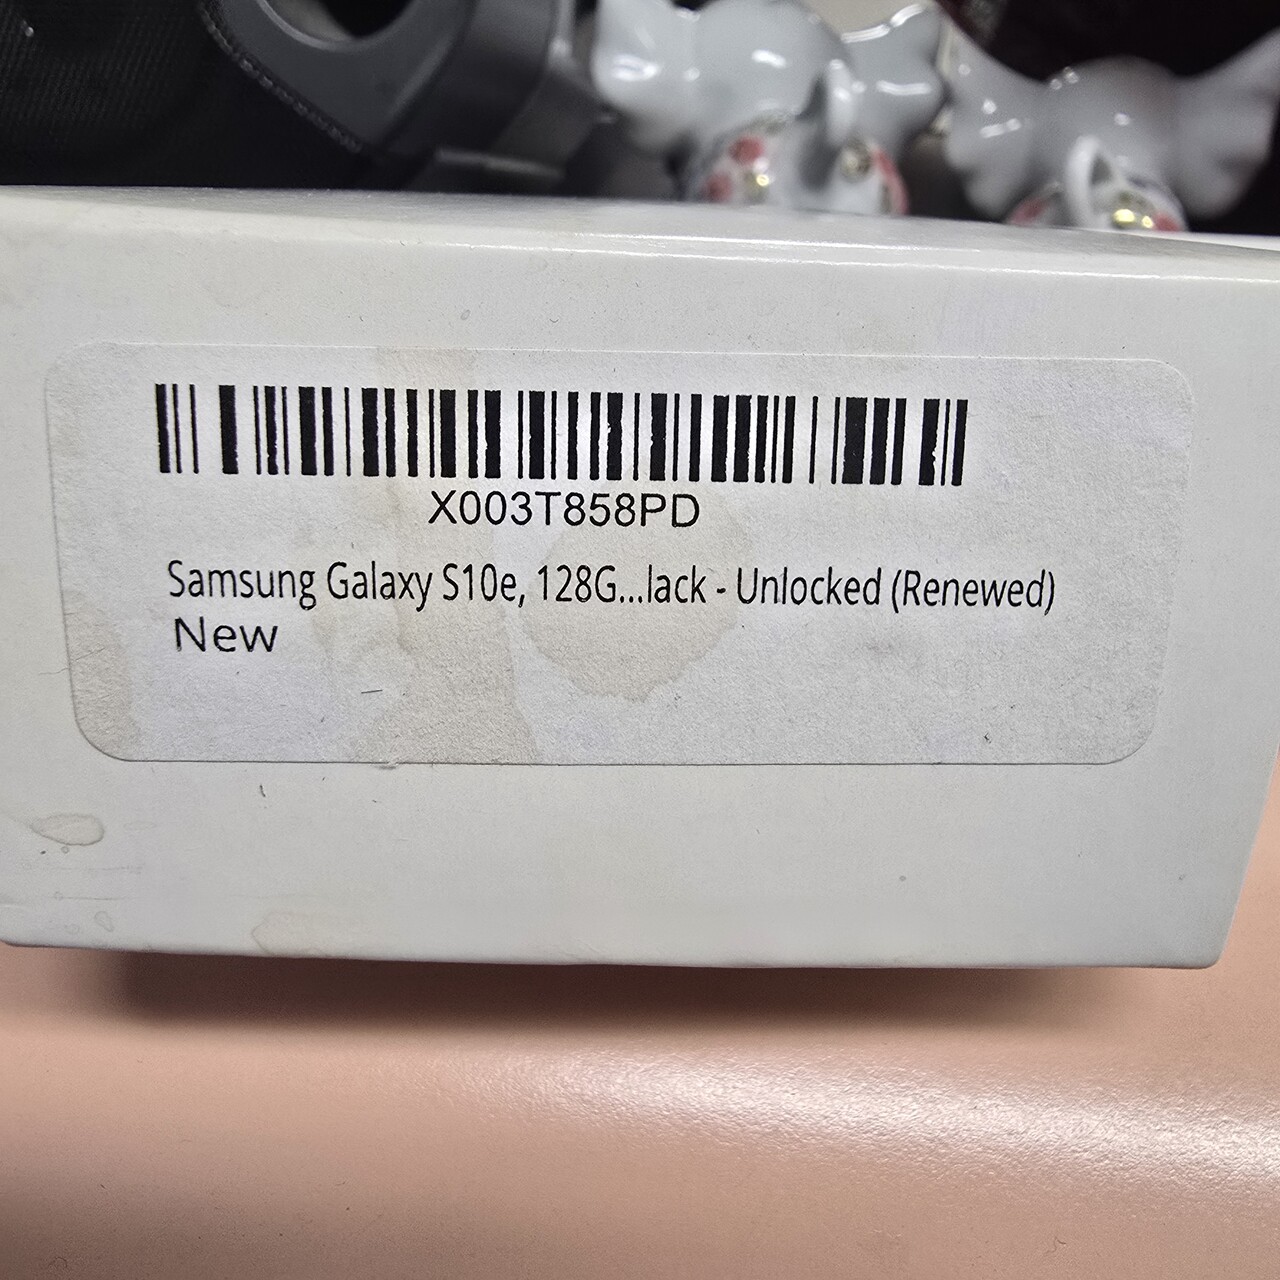 X003T858PD
Samsung Galaxy S10e, 128G...lack - Unlocked (Renewed)
New